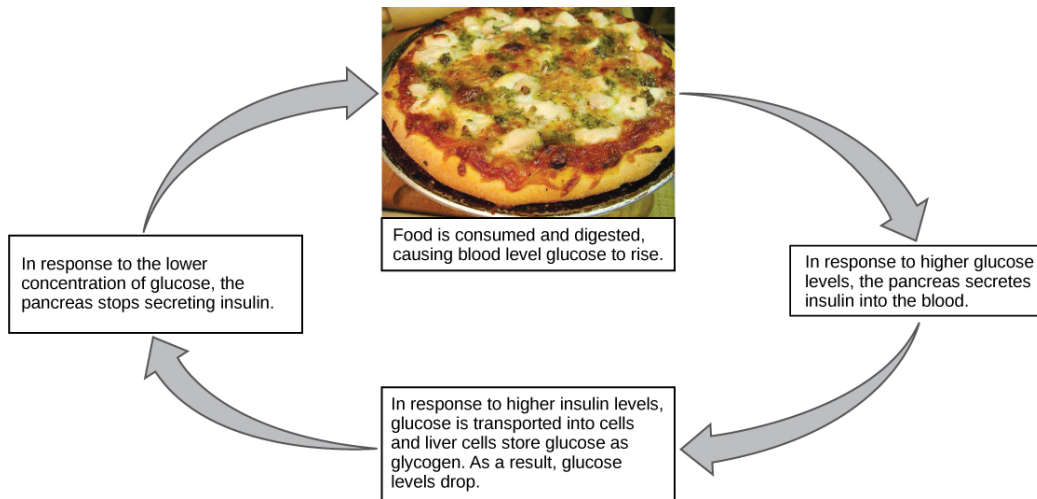 Food is consumed and digested,
causing blood level glucose to rise.
In response to higher glucose
levels, the pancreas secretes
insulin into the blood.
In response to higher insulin levels,
glucose is transported into cells
and liver cells store glucose as
glycogen. As a result, glucose
levels drop.
In response to the lower
concentration of glucose, the
pancreas stops secreting insulin.